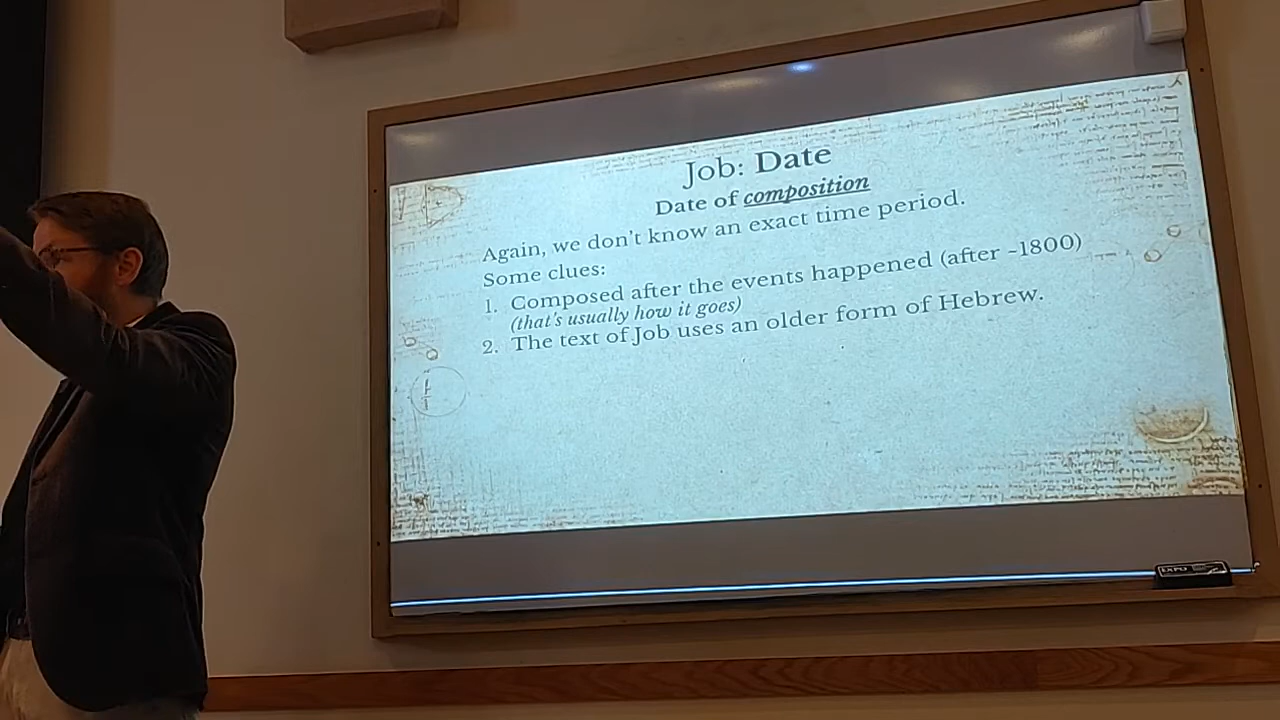 Job: Date
Date of composition
Again, we don't know an exact time period.
Some clues:
1. Composed after the events happened (after ~1800)
(that's usually how it goes)
2. The text of Job uses an older form of Hebrew.
EXPO